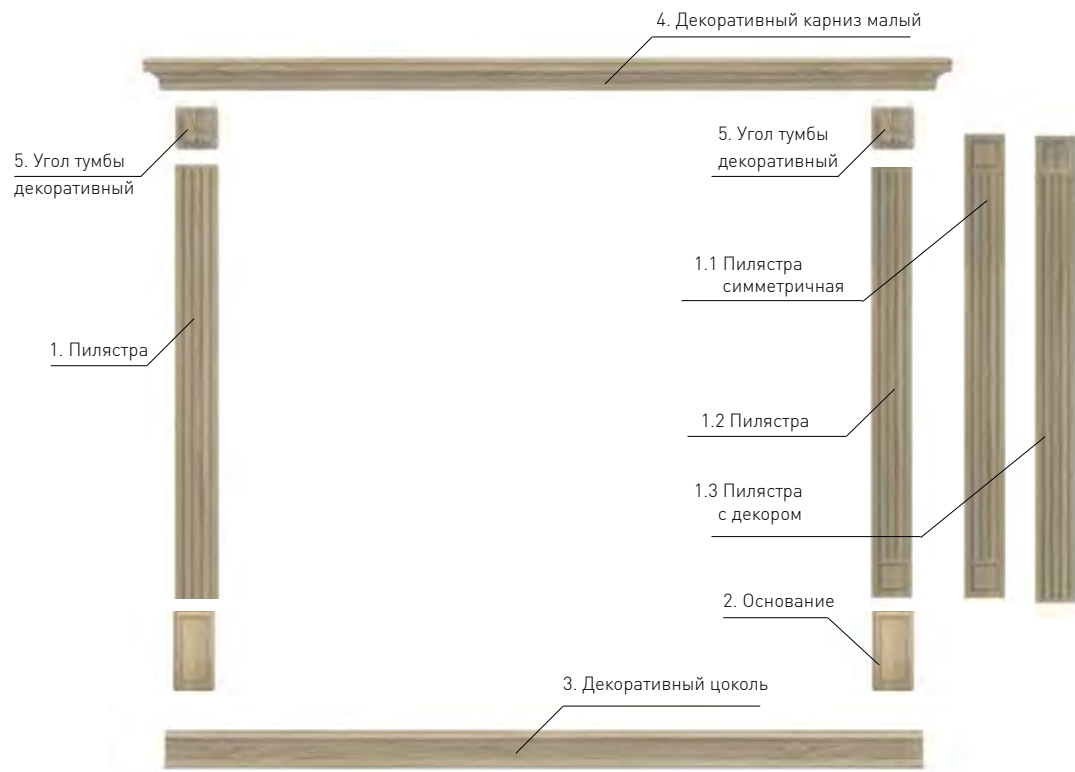 4. Декоративный карниз малый
5. Угол тумбы
декоративный
5. Угол тумбы
декоративный
1.1 Пилястра
симметричная
1. Пилястра
1.2 Пилястра
1.3 Пилястра
с декором
2. Основание
3. Декоративный цоколь